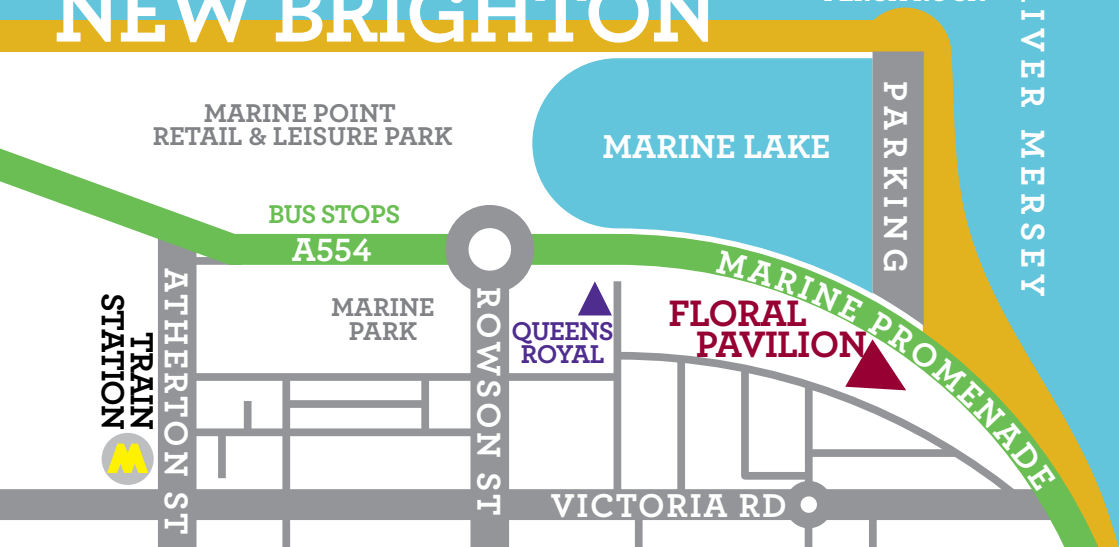 NEW BRIGHTON
RIVER MERSEY
MARINE POINT
RETAIL & LEISURE PARK
MARINE LAKE
PARKING
BUS STOPS
A554
MARINE PROMENADE
ATHERTON ST
TRAIN
STATION
M
MARINE
PARK
ROWSON ST
QUEENS
ROYAL
FLORAL
PAVILION
VICTORIA RD